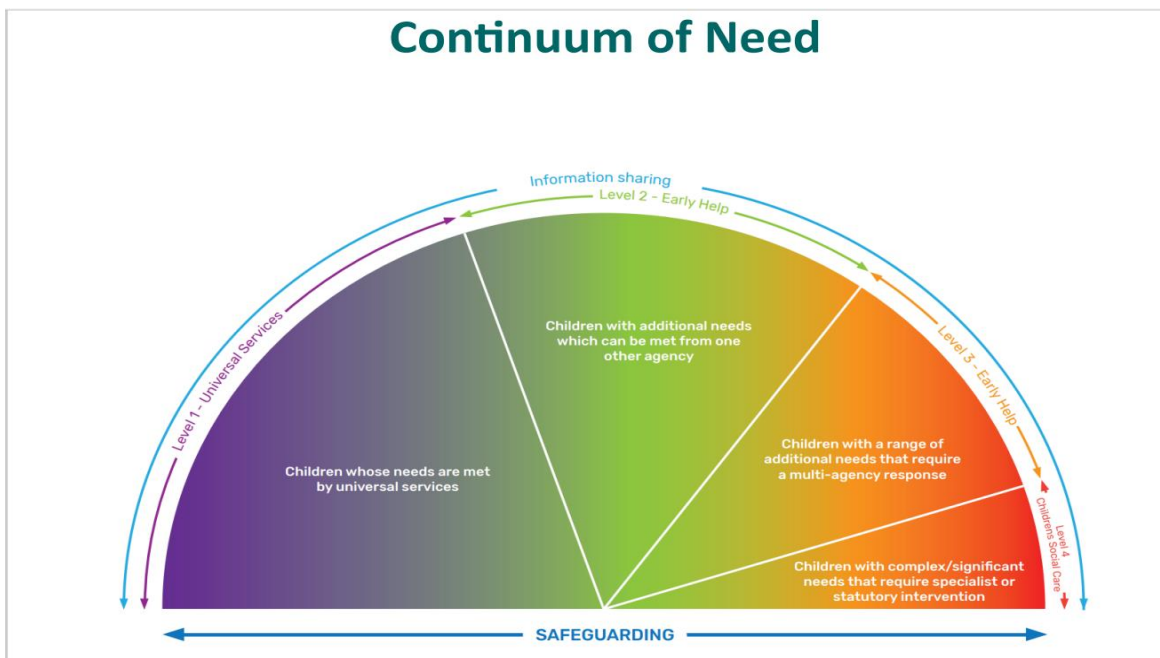 Continuum of Need
Information sharing
Level 2 - Early Help
Level 1 - Universal Services
Level 3 - Early Help
Children with additional needs
which can be met from one
other agency
Children whose needs are met
by universal services
Children with a range of
additional needs that require
a multi-agency response
Level 4
Childrens Social Care
Children with complex/significant
needs that require specialist or
statutory intervention
SAFEGUARDING